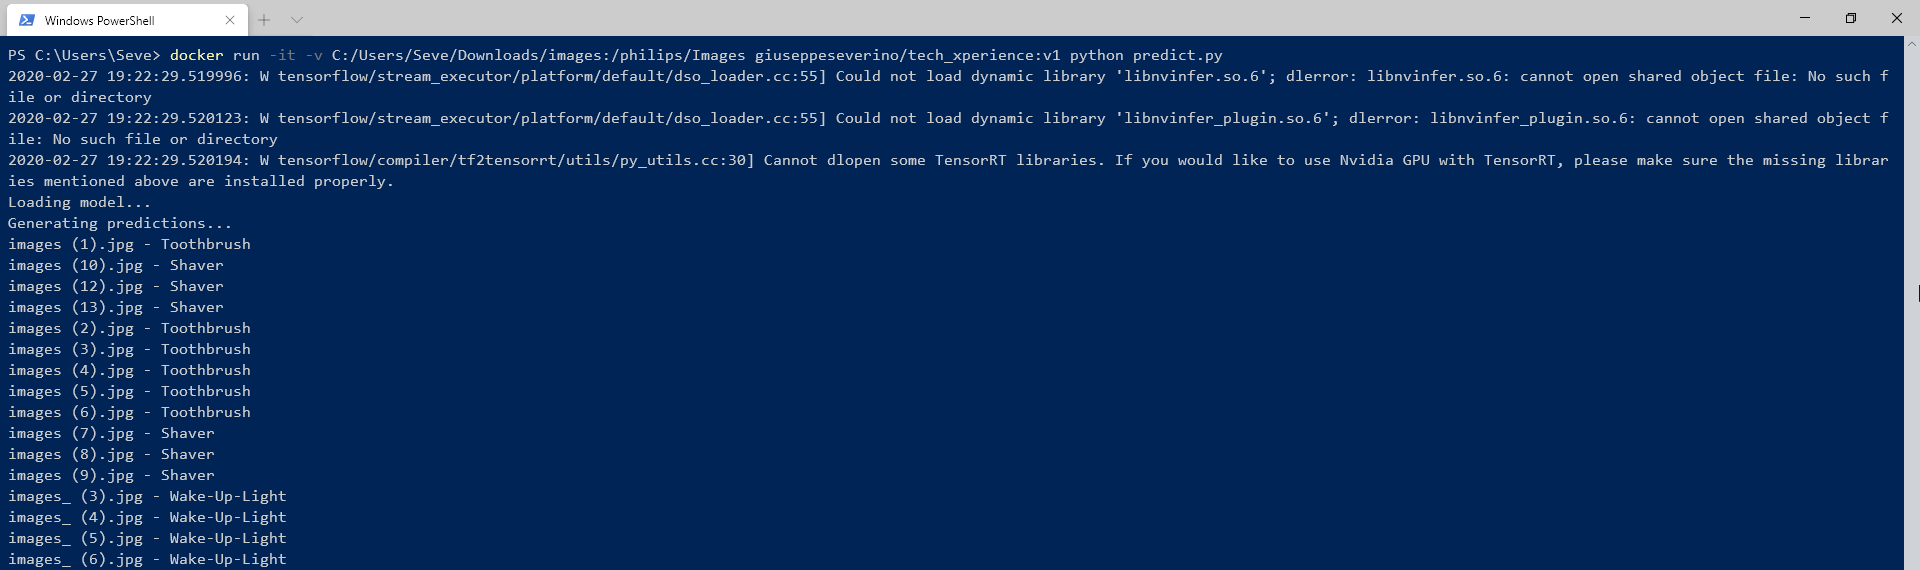 Windows PowerShell
PS C:\Users\Seve> docker run -it -v C:/Users/Seve/Downloads/images:/philips/Images giuseppeseverino/tech_xperience:v1 python predict.py
2020-02-27 19:22:29.519996: W tensorflow/stream_executor/platform/default/dso_loader.cc:55] Could not load dynamic library 'libnvinfer.so.6'; dlerror: libnvinfer.so.6: cannot open shared object file: No such f
ile or directory
2020-02-27 19:22:29.520123: W tensorflow/stream_executor/platform/default/dso_loader.cc:55] Could not load dynamic library 'libnvinfer_plugin.so.6'; dlerror: libnvinfer_plugin.so.6: cannot open shared object f
ile: No such file or directory
2020-02-27 19:22:29.520194: W tensorflow/compiler/tf2tensorrt/utils/py_utils.cc:30] Cannot dlopen some TensorRT libraries. If you would like to use Nvidia GPU with TensorRT, please make sure the missing librar
ies mentioned above are installed properly.
Loading model...
Generating predictions...
images (1).jpg - Toothbrush
images (10).jpg - Shaver
images (12).jpg - Shaver
images (13).jpg - Shaver
images (2).jpg - Toothbrush
images (3).jpg - Toothbrush
images (4).jpg - Toothbrush
images (5).jpg - Toothbrush
images (6).jpg - Toothbrush
images (7).jpg - Shaver
images (8).jpg - Shaver
images (9).jpg - Shaver
images_ (3).jpg - Wake-Up-Light
images_ (4).jpg - Wake-Up-Light
images_ (5).jpg - Wake-Up-Light
images_ (6).jpg - Wake-Up-Light